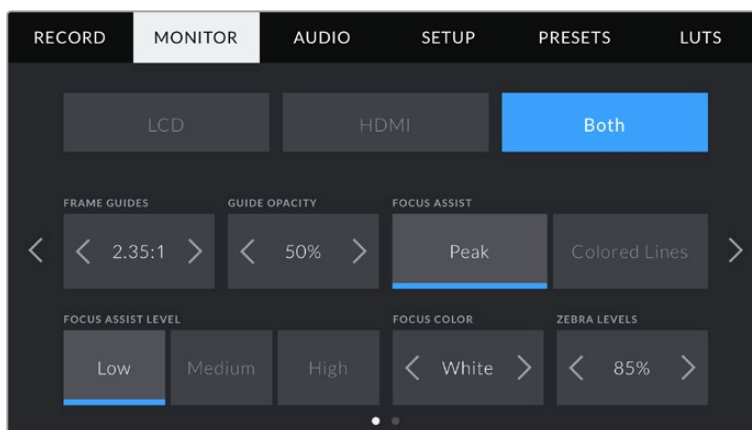 RECORD MONITOR AUDIO SETUP PRESETS LUTS
LCD HDMI Both
FRAME GUIDES GUIDE OPACITY FOCUS ASSIST
2.35:1 50% Peak Colored Lines
FOCUS ASSIST LEVEL FOCUS COLOR ZEBRA LEVELS
Low Medium High White 85%